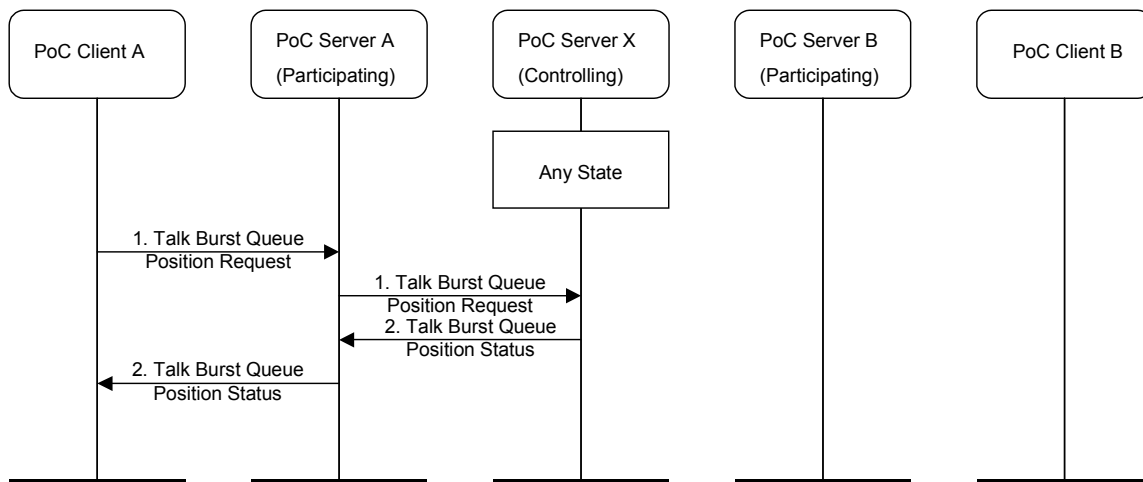 PoC Client A
PoC Server A
(Participating)
PoC Server X
(Controlling)
PoC Server B
(Participating)
PoC Client B
Any State
1. Talk Burst Queue
Position Request
1. Talk Burst Queue
Position Request
2. Talk Burst Queue
Position Status
2. Talk Burst Queue
Position Status